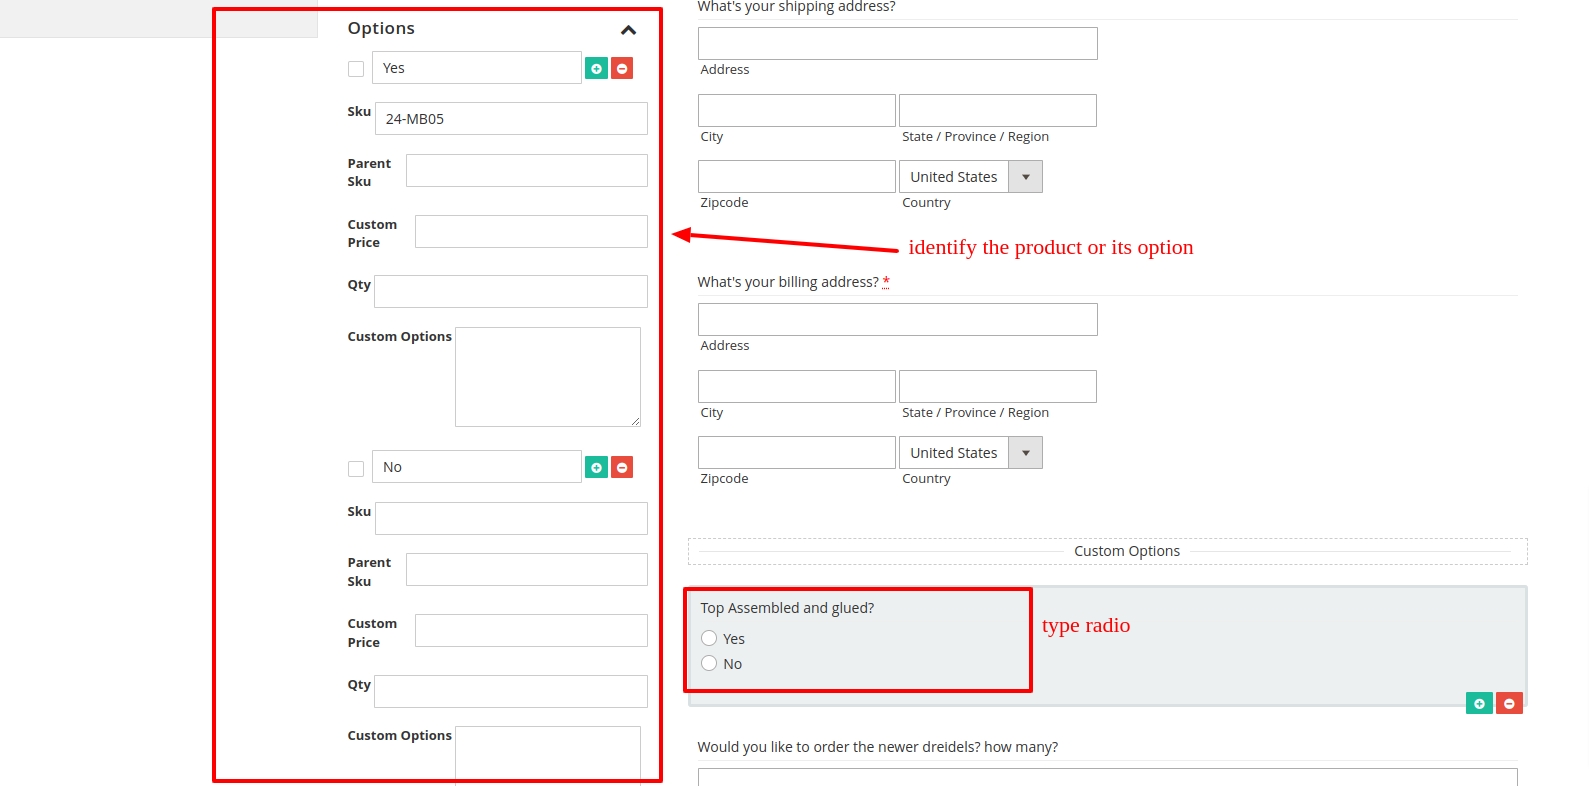 Options
Yes
Sku
24-MB05
Parent
Sku
Custom
Price
Qty
Custom Options
No
Sku
Parent
Sku
Custom
Price
Qty
Custom Options
What's your shipping address?
Address
City
State / Province / Region
United States
Zipcode
Country
identify the product or its option
What's your billing address? *
Address
City
State / Province / Region
United States
Zipcode
Country
Custom Options
Top Assembled and glued?
Yes
No
type radio
Would you like to order the newer dreidels? how many?